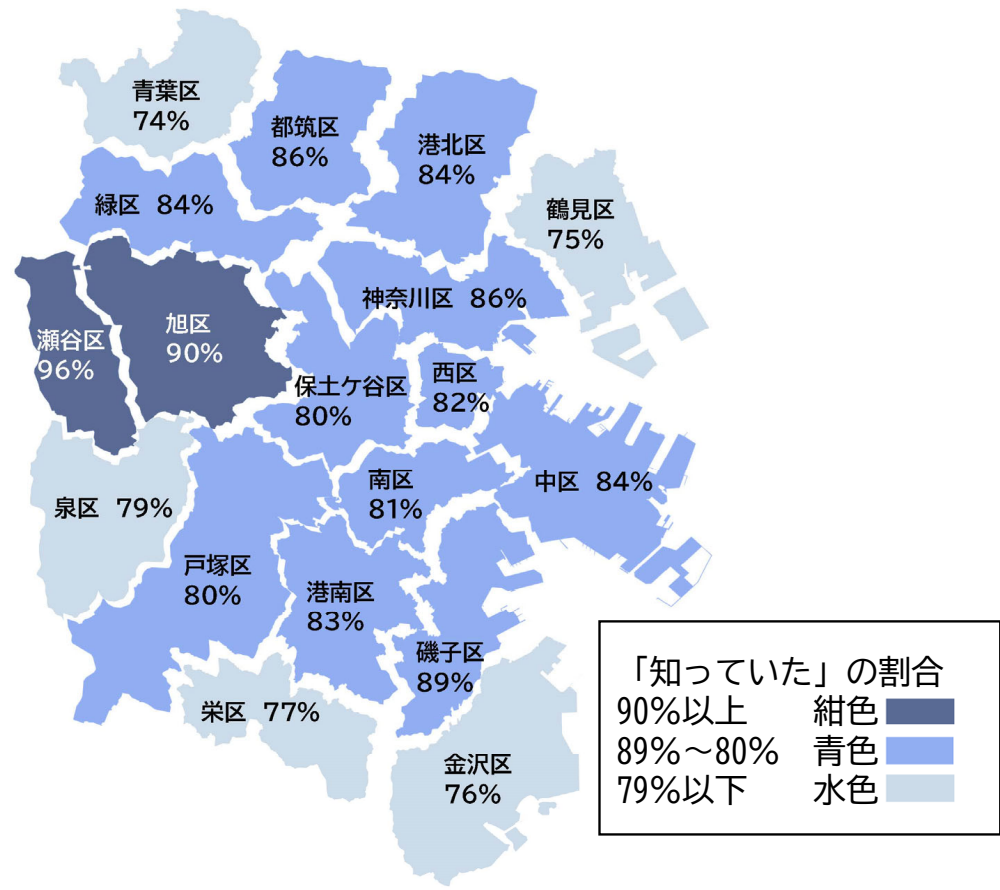 青葉区
74%
都筑区
86%
港北区
84%
緑区 84%
鶴見区
75%
神奈川区 86%
瀬谷区
96%
旭区
90%
保土ケ谷区
80%
西区
82%
泉区 79%
南区
81%
中区 84%
戸塚区
80%
港南区
83%
磯子区
89%
栄区 77%
金沢区
76%
「知っていた」の割合
90%以上 紺色
89%～80% 青色
79%以下 水色